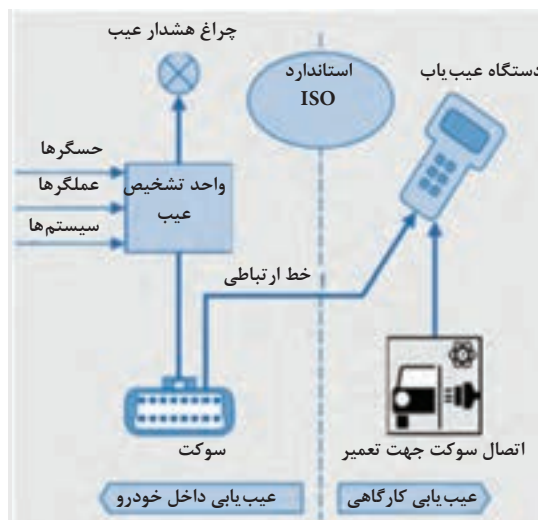 چراغ هشدار عیب
استاندارد
ISO
دستگاه عیب‌یاب
حسگرها
عملگرها
سیستم‌ها
واحد تشخیص
عیب
خط ارتباطی
سوکت
اتصال سوکت جهت تعمیر
عیب‌یابی داخل خودرو
عیب‌یابی کارگاهی